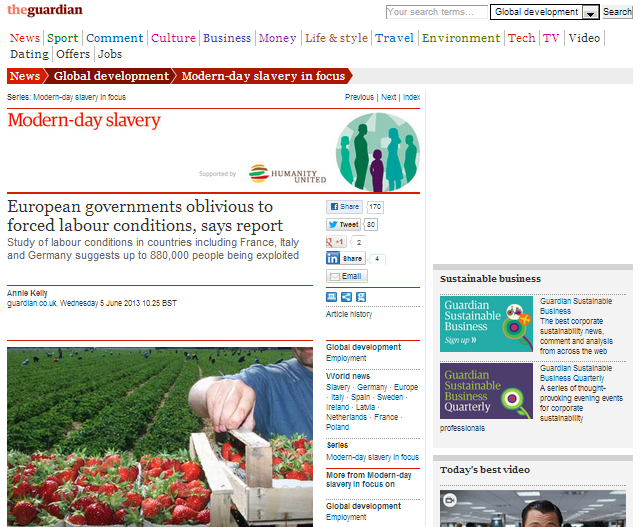 theguardian
Your search terms...
Global development
Search
News Sport Comment Culture Business Money Life & style Travel Environment Tech TV Video
Dating Offers Jobs
News Global development Modern-day slavery in focus
Series: Modern-day slavery in focus
Previous | Next | Index
Modern-day slavery
Supported by
HUMANITY
UNITED
European governments oblivious to
forced labour conditions, says report
Study of labour conditions in countries including France, Italy
and Germany suggests up to 880,000 people being exploited
Annie Kelly
guardian.co.uk, Wednesday 5 June 2013 10.25 BST
Share 170
Tweet 80
+1 2
Share 4
Email
Article history
Global development
Employment
World news
Slavery · Germany · Europe
· Italy · Spain · Sweden ·
Ireland · Latvia ·
Netherlands · France ·
Poland
Series
Modern-day slavery in focus
More from Modern-day
slavery in focus on
Global development
Employment
Sustainable business
Guardian
Sustainable
Business
Sign up »
Guardian Sustainable
Business
The best corporate
sustainability news,
comment and analysis
from across the web
Guardian
Sustainable
Business
Quarterly
Guardian Sustainable
Business Quarterly
A series of thought-
provoking evening events
for corporate
sustainability
professionals
Today's best video